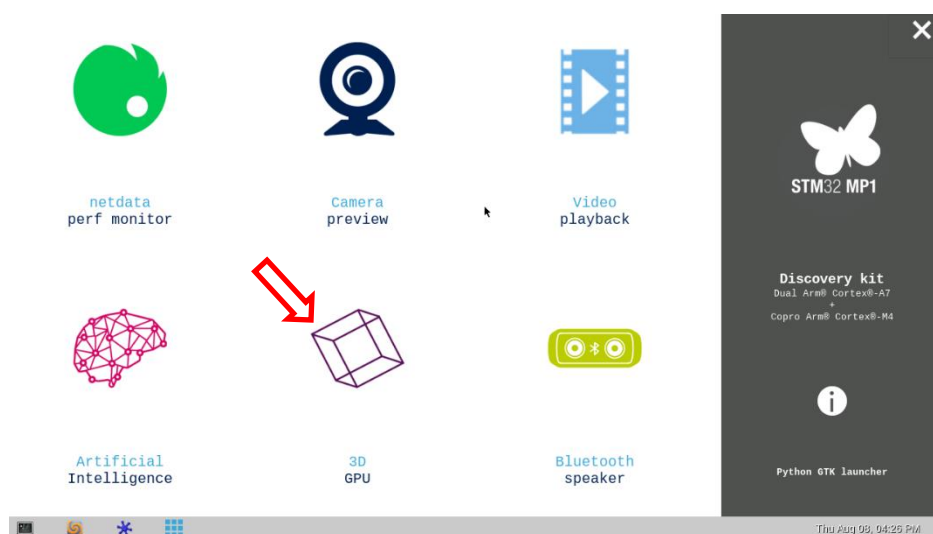 netdata
perf monitor
Camera
preview
Video
playback
STM32 MP1
Discovery kit
Dual Arm® Cortex®-A7
+
Copro Arm® Cortex®-M4
Artificial
Intelligence
3D
GPU
Bluetooth
speaker
i
Python GTK launcher
Thu Aug 08, 04:25 PM